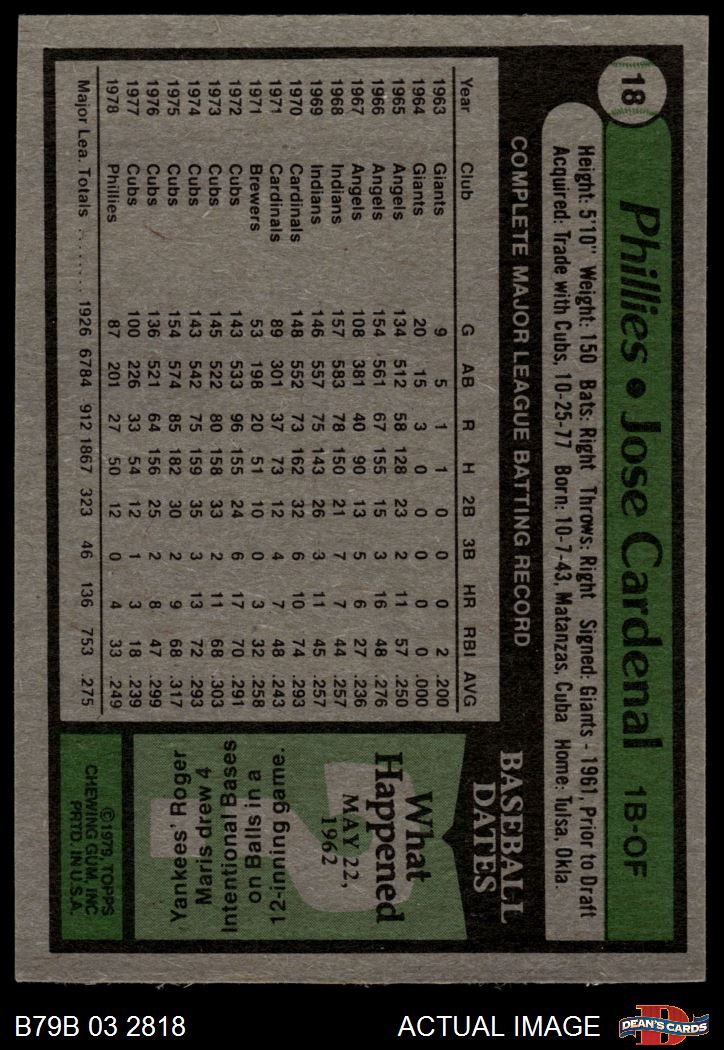 18
Phillies • Jose Cardenal 1B-OF
Height: 5'10" Weight: 150 Bats: Right Throws: Right Signed: Giants - 1961, Prior to Draft
Acquired: Trade with Cubs, 10-25-77 Born: 10-7-43, Matanzas, Cuba Home: Tulsa, Okla.
COMPLETE MAJOR LEAGUE BATTING RECORD
Year Club G AB R H 2B 3B HR RBI AVG
1963 Giants 9 5 1 1 0 0 0 2 .200
1964 Giants 20 15 3 0 0 0 0 0 .000
1965 Angels 134 512 58 128 23 2 11 57 .250
1966 Angels 154 561 67 155 15 3 16 48 .276
1967 Angels 108 381 40 90 13 5 6 27 .236
1968 Indians 157 583 78 150 21 7 7 44 .257
1969 Indians 146 557 75 143 26 3 11 45 .257
1970 Cardinals 148 552 73 162 32 6 10 74 .293
1971 Cardinals 89 301 37 73 12 4 7 48 .243
1971 Brewers 53 198 20 51 10 0 3 32 .258
1972 Cubs 143 533 96 155 24 6 17 70 .291
1973 Cubs 145 522 80 158 33 2 11 68 .303
1974 Cubs 143 542 75 159 35 3 13 72 .293
1975 Cubs 154 574 85 182 30 2 9 68 .317
1976 Cubs 136 521 64 156 25 2 8 47 .299
1977 Cubs 100 226 33 54 12 1 3 18 .239
1978 Phillies 87 201 27 50 12 0 4 33 .249
Major Lea. Totals ........ 1926 6784 912 1867 323 46 136 753 .275
BASEBALL
DATES
What
Happened
MAY 22,
1962
Yankees' Roger
Maris drew 4
Intentional Bases
on Balls in a
12-inning game.
©1979, TOPPS
CHEWING GUM, INC
PRTD. IN U.S.A.
B79B 03 2818 ACTUAL IMAGE
D
DEAN'S CARDS